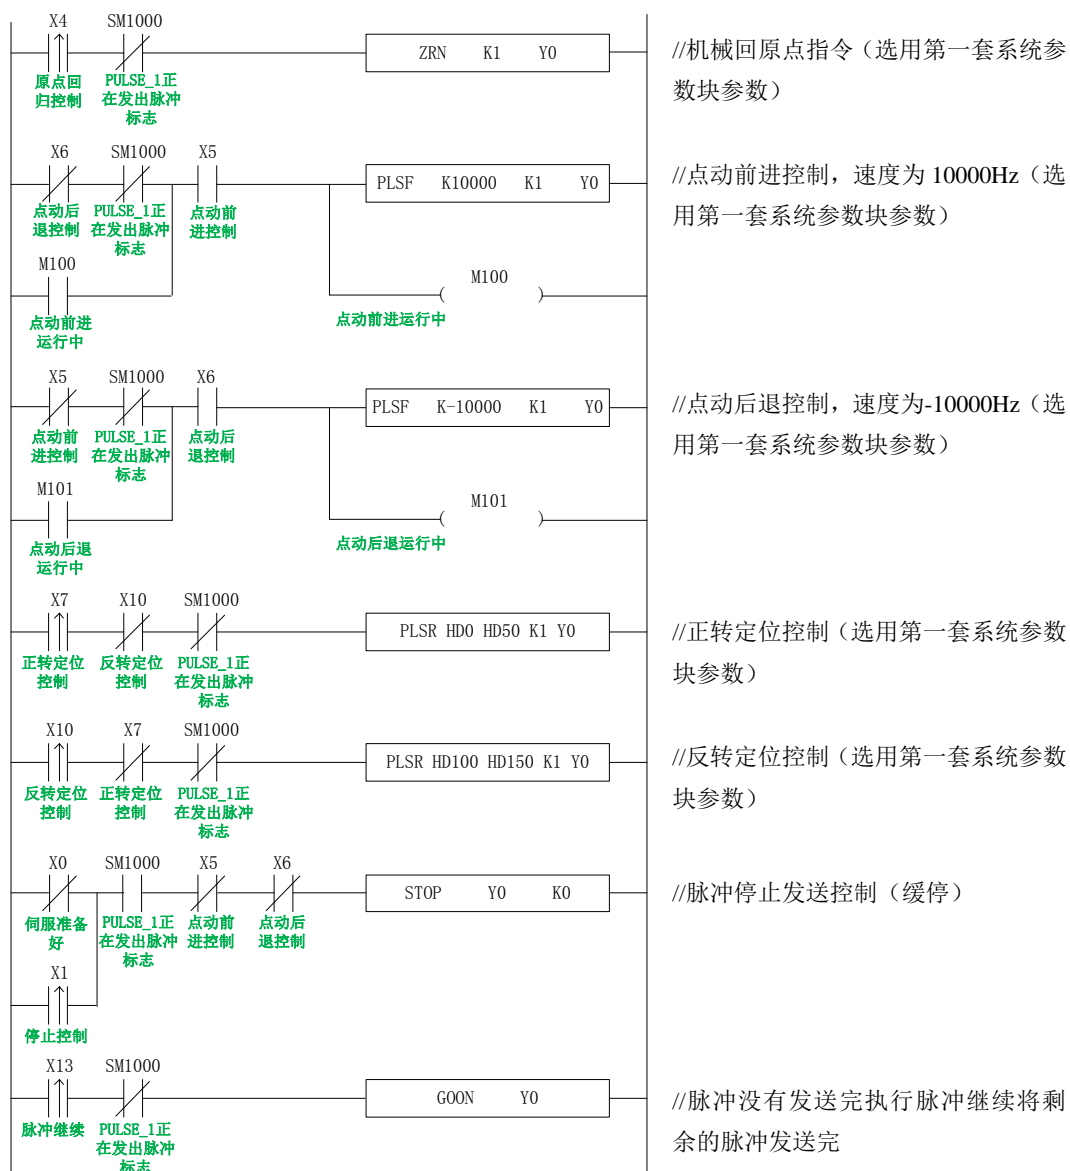 X4 SM1000
ZRN K1 Y0
原点回 PULSE_1正
归控制 在发出脉冲
标志
//机械回原点指令（选用第一套系统参
数块参数）
X6 SM1000 X5
PLSF K10000 K1 Y0
点动后 PULSE_1正 点动前
退控制 在发出脉冲 进控制
标志
//点动前进控制，速度为 10000Hz（选
用第一套系统参数块参数）
M100
M100
( )
点动前进 点动前进运行中
运行中
X5 SM1000 X6
PLSF K-10000 K1 Y0
点动前 PULSE_1正 点动后
进控制 在发出脉冲 退控制
标志
//点动后退控制，速度为-10000Hz（选
用第一套系统参数块参数）
M101
M101
( )
点动后退 点动后退运行中
运行中
X7 X10 SM1000
PLSR HD0 HD50 K1 Y0
正转定位 反转定位 PULSE_1正
控制 控制 在发出脉冲
标志
//正转定位控制（选用第一套系统参数
块参数）
X10 X7 SM1000
PLSR HD100 HD150 K1 Y0
反转定位 正转定位 PULSE_1正
控制 控制 在发出脉冲
标志
//反转定位控制（选用第一套系统参数
块参数）
X0 SM1000 X5 X6
STOP Y0 K0
伺服准备 PULSE_1正 点动前 点动后
好 在发出脉冲 进控制 退控制
标志
//脉冲停止发送控制（缓停）
X1
停止控制
X13 SM1000
GOON Y0
脉冲继续 PULSE_1正
在发出脉冲
标志
//脉冲没有发送完执行脉冲继续将剩
余的脉冲发送完